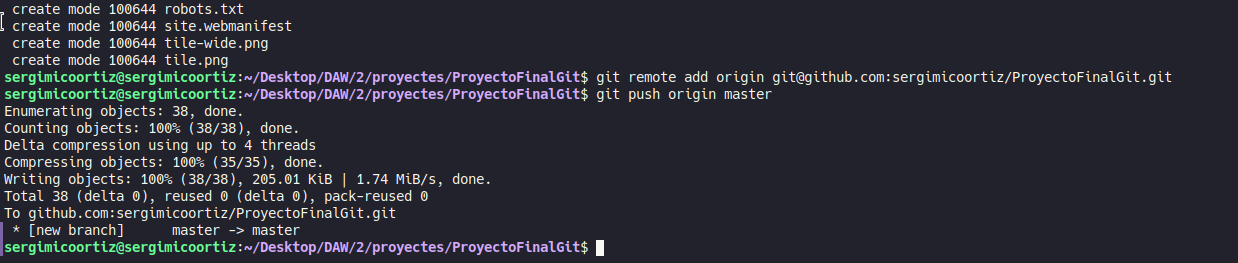 create mode 100644 robots.txt
create mode 100644 site.webmanifest
create mode 100644 tile-wide.png
create mode 100644 tile.png
sergimicoortiz@sergimicoortiz:~/Desktop/DAW/2/proyectes/ProyectoFinalGit$ git remote add origin git@github.com:sergimicoortiz/ProyectoFinalGit.git
sergimicoortiz@sergimicoortiz:~/Desktop/DAW/2/proyectes/ProyectoFinalGit$ git push origin master
Enumerating objects: 38, done.
Counting objects: 100% (38/38), done.
Delta compression using up to 4 threads
Compressing objects: 100% (35/35), done.
Writing objects: 100% (38/38), 205.01 KiB | 1.74 MiB/s, done.
Total 38 (delta 0), reused 0 (delta 0), pack-reused 0
To github.com:sergimicoortiz/ProyectoFinalGit.git
 * [new branch]      master -> master
sergimicoortiz@sergimicoortiz:~/Desktop/DAW/2/proyectes/ProyectoFinalGit$